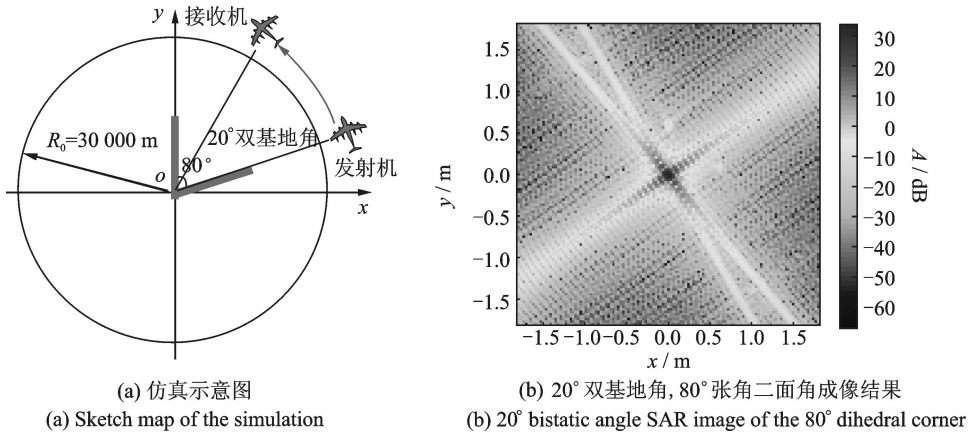 y
接收机
R₀=30 000 m
20°双基地角
80°
发射机
o
x
(a) 仿真示意图
(a) Sketch map of the simulation
y / m
1.5
1.0
0.5
0.0
−0.5
−1.0
−1.5
−1.5 −1.0 −0.5 0.0 0.5 1.0 1.5
x / m
30
20
10
0
−10
−20
−30
−40
−50
−60
A / dB
(b) 20°双基地角, 80°张角二面角成像结果
(b) 20° bistatic angle SAR image of the 80° dihedral corner